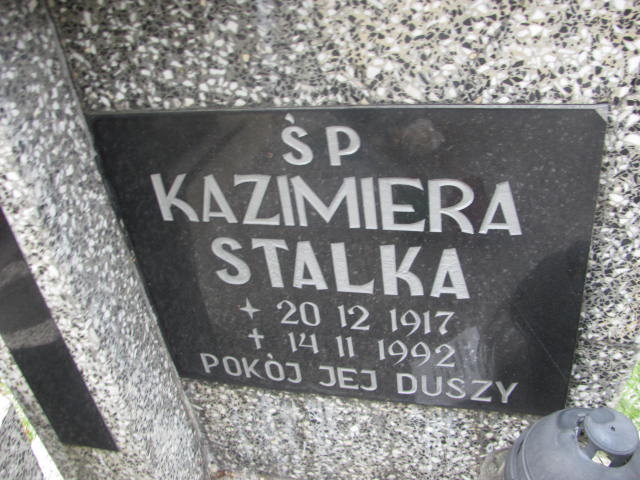 ŚP
KAZIMIERA
STALKA
20 12 1917
✝ 14 11 1992
POKÓJ JEJ DUSZY